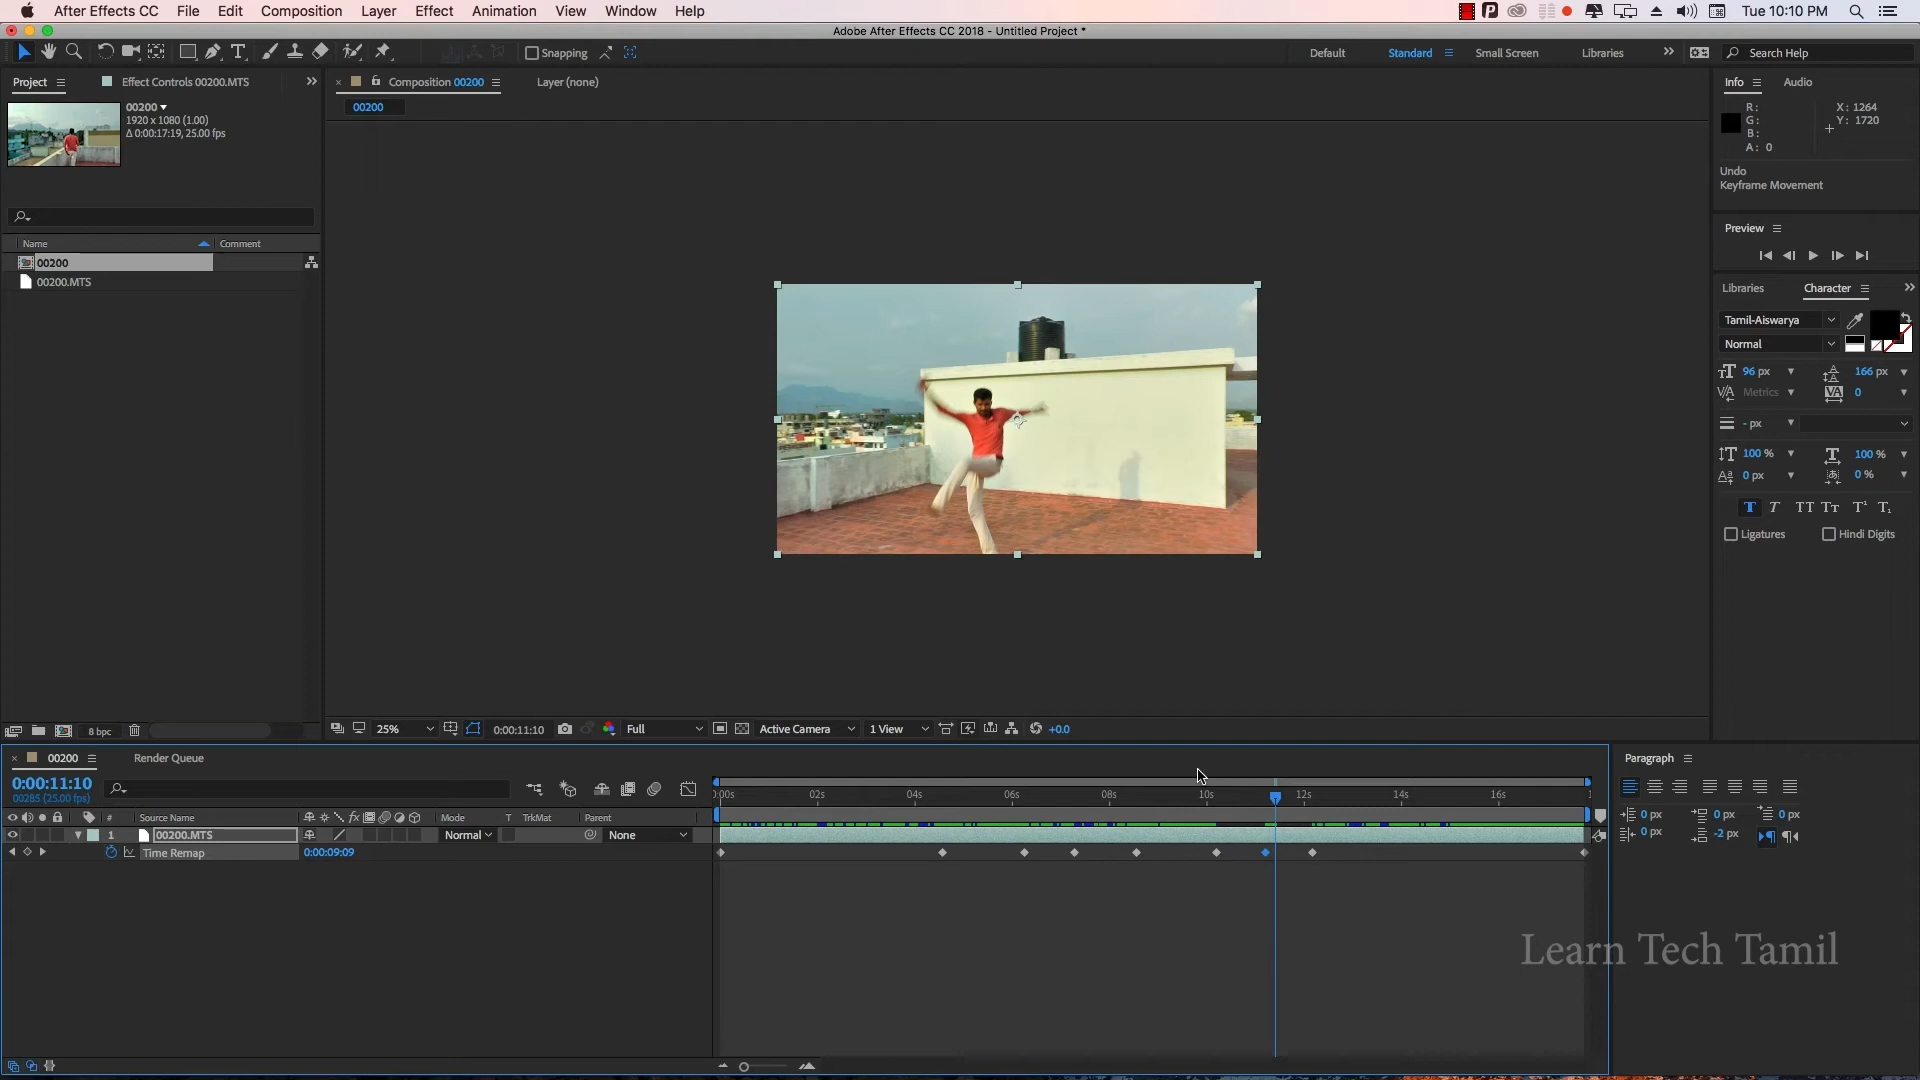 After Effects CC File Edit Composition Layer Effect Animation View Window Help Tue 10:10 PM
Adobe After Effects CC 2018 - Untitled Project *
Snapping Default Standard Small Screen Libraries Search Help
Project Effect Controls 00200.MTS Composition 00200 Layer (none) Info Audio
00200
1920 x 1080 (1.00)
Δ 0:00:17:19, 25.00 fps
00200
R:
G:
B:
A: 0
X: 1264
Y: 1720
Undo
Keyframe Movement
Preview
Name Comment
00200
00200.MTS
Libraries Character
Tamil-Aiswarya
Normal
96 px 166 px
Metrics 0
- px
100 % 100 %
0 px 0 %
T T TT Tт T¹ T₁
Ligatures Hindi Digits
8 bpc
25% 0:00:11:10 Full Active Camera 1 View +0.0
00200 Render Queue
0:00:11:10
00285 (25.00 fps)
0:00s 02s 04s 06s 08s 10s 12s 14s 16s
# Source Name fx Mode T TrkMat Parent
1 00200.MTS Normal None
Time Remap 0:00:09:09
Paragraph
0 px 0 px 0 px
0 px -2 px
Learn Tech Tamil